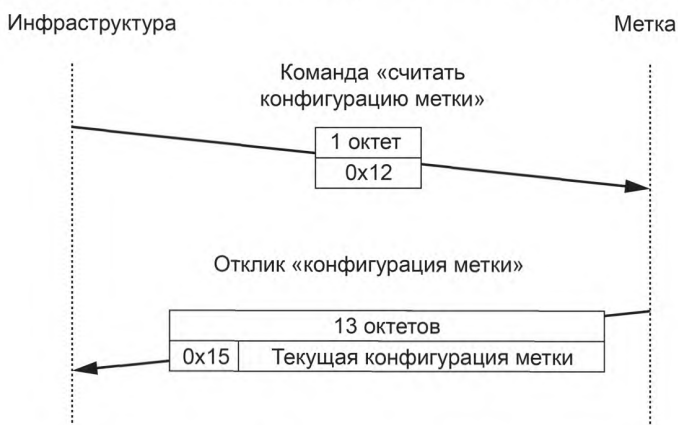 Инфраструктура
Метка
Команда «считать
конфигурацию метки»
1 октет
0x12
Отклик «конфигурация метки»
13 октетов
0x15
Текущая конфигурация метки